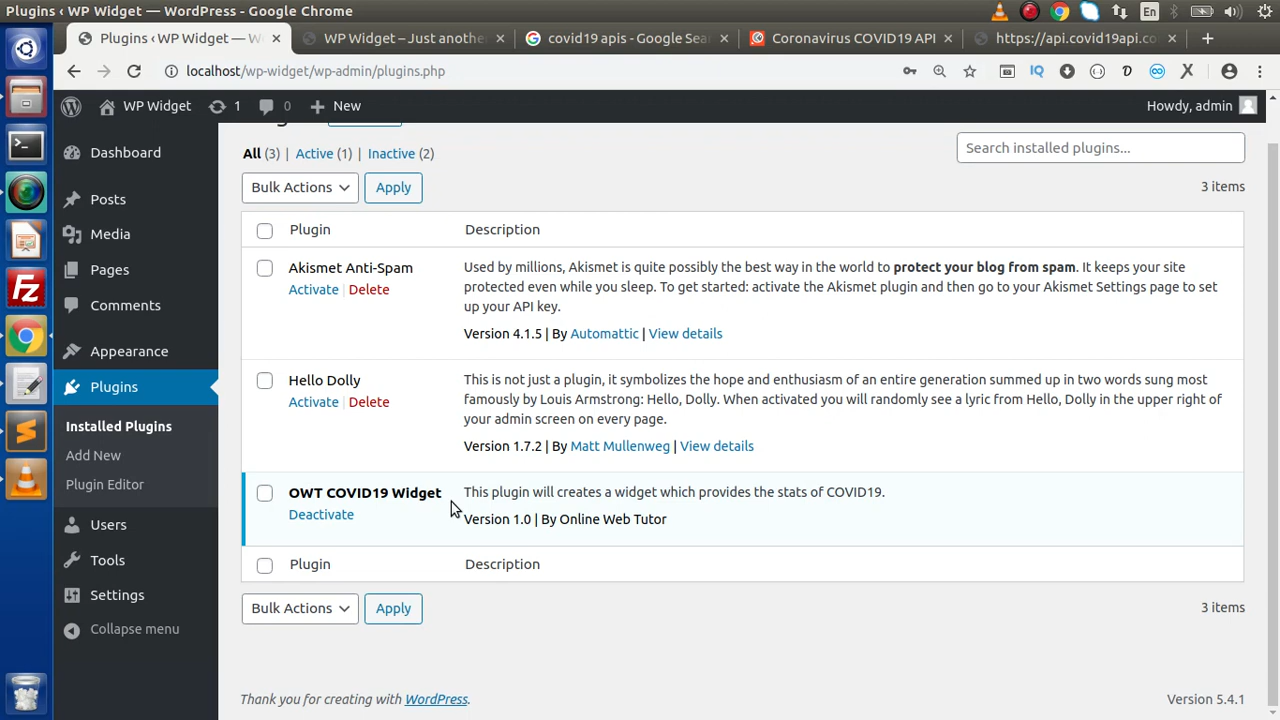 Plugins ‹ WP Widget — WordPress - Google Chrome
En
Plugins ‹ WP Widget — W
WP Widget – Just another
covid19 apis - Google Sea
Coronavirus COVID19 API
https://api.covid19api.co
localhost/wp-widget/wp-admin/plugins.php
WP Widget
1
0
New
Howdy, admin
Dashboard
Posts
Media
Pages
Comments
Appearance
Plugins
Installed Plugins
Add New
Plugin Editor
Users
Tools
Settings
Collapse menu
All (3) | Active (1) | Inactive (2)
Search installed plugins...
Bulk Actions
Apply
3 items
Plugin
Description
Akismet Anti-Spam
Activate | Delete
Used by millions, Akismet is quite possibly the best way in the world to protect your blog from spam. It keeps your site
protected even while you sleep. To get started: activate the Akismet plugin and then go to your Akismet Settings page to set
up your API key.
Version 4.1.5 | By Automattic | View details
Hello Dolly
Activate | Delete
This is not just a plugin, it symbolizes the hope and enthusiasm of an entire generation summed up in two words sung most
famously by Louis Armstrong: Hello, Dolly. When activated you will randomly see a lyric from Hello, Dolly in the upper right of
your admin screen on every page.
Version 1.7.2 | By Matt Mullenweg | View details
OWT COVID19 Widget
Deactivate
This plugin will creates a widget which provides the stats of COVID19.
Version 1.0 | By Online Web Tutor
Plugin
Description
Bulk Actions
Apply
3 items
Thank you for creating with WordPress.
Version 5.4.1